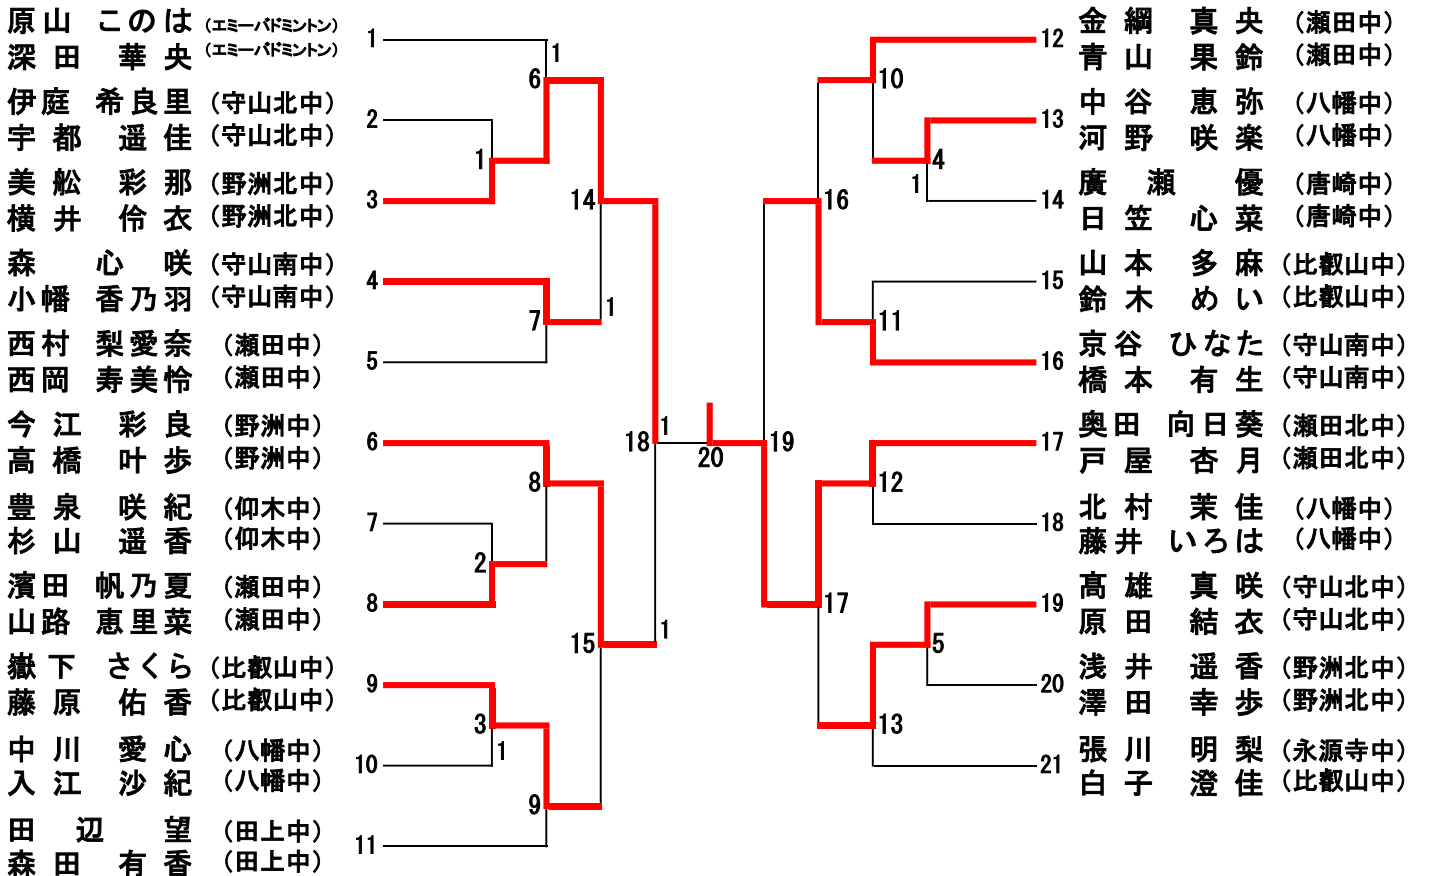 原山 このは (エミーバドミントン)
深田 華央 (エミーバドミントン)
1
伊庭 希良里 (守山北中)
宇都 遥佳 (守山北中)
2
美舩 彩那 (野洲北中)
横井 伶衣 (野洲北中)
3
森 心咲 (守山南中)
小幡 香乃羽 (守山南中)
4
西村 梨愛奈 (瀬田中)
西岡 寿美怜 (瀬田中)
5
今江 彩良 (野洲中)
高橋 叶歩 (野洲中)
6
豊泉 咲紀 (仰木中)
杉山 遥香 (仰木中)
7
濱田 帆乃夏 (瀬田中)
山路 恵里菜 (瀬田中)
8
嶽下 さくら (比叡山中)
藤原 佑香 (比叡山中)
9
中川 愛心 (八幡中)
入江 沙紀 (八幡中)
10
田辺 望 (田上中)
森田 有香 (田上中)
11
1
6
1
14
7
1
8
2
15
3
1
9
18
1
1
20
19
16
10
4
1
11
12
17
5
13
12
金綱 真央 (瀬田中)
青山 果鈴 (瀬田中)
13
中谷 恵弥 (八幡中)
河野 咲楽 (八幡中)
14
廣瀬 優 (唐崎中)
日笠 心菜 (唐崎中)
15
山本 多麻 (比叡山中)
鈴木 めい (比叡山中)
16
京谷 ひなた (守山南中)
橋本 有生 (守山南中)
17
奥田 向日葵 (瀬田北中)
戸屋 杏月 (瀬田北中)
18
北村 茉佳 (八幡中)
藤井 いろは (八幡中)
19
髙雄 真咲 (守山北中)
原田 結衣 (守山北中)
20
浅井 遥香 (野洲北中)
澤田 幸歩 (野洲北中)
21
張川 明梨 (永源寺中)
白子 澄佳 (比叡山中)